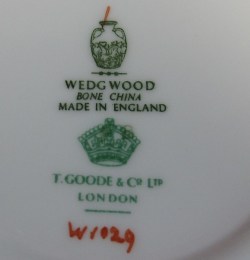 WEDGWOOD
BONE CHINA
MADE IN ENGLAND
T. GOODE & Co LTD
LONDON
W1029